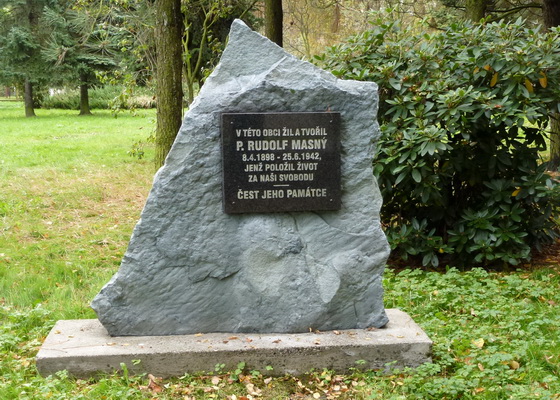 V TÉTO OBCI ŽIL A TVOŘIL
P. RUDOLF MASNÝ
8.4.1898 - 25.6.1942,
JENŽ POLOŽIL ŽIVOT
ZA NAŠI SVOBODU
ČEST JEHO PAMÁTCE